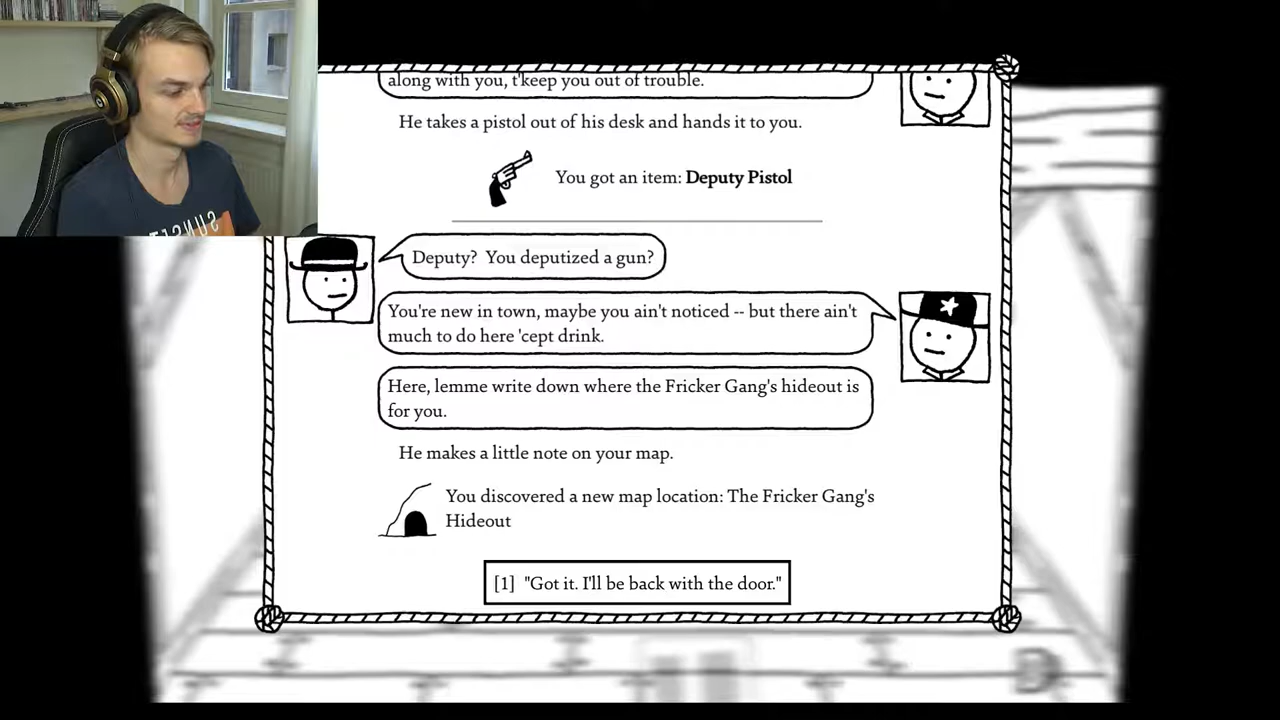 along with you, t'keep you out of trouble.
He takes a pistol out of his desk and hands it to you.
You got an item: Deputy Pistol
Deputy? You deputized a gun?
You're new in town, maybe you ain't noticed -- but there ain't
much to do here 'cept drink.
Here, lemme write down where the Fricker Gang's hideout is
for you.
He makes a little note on your map.
You discovered a new map location: The Fricker Gang's
Hideout
[1] "Got it. I'll be back with the door."